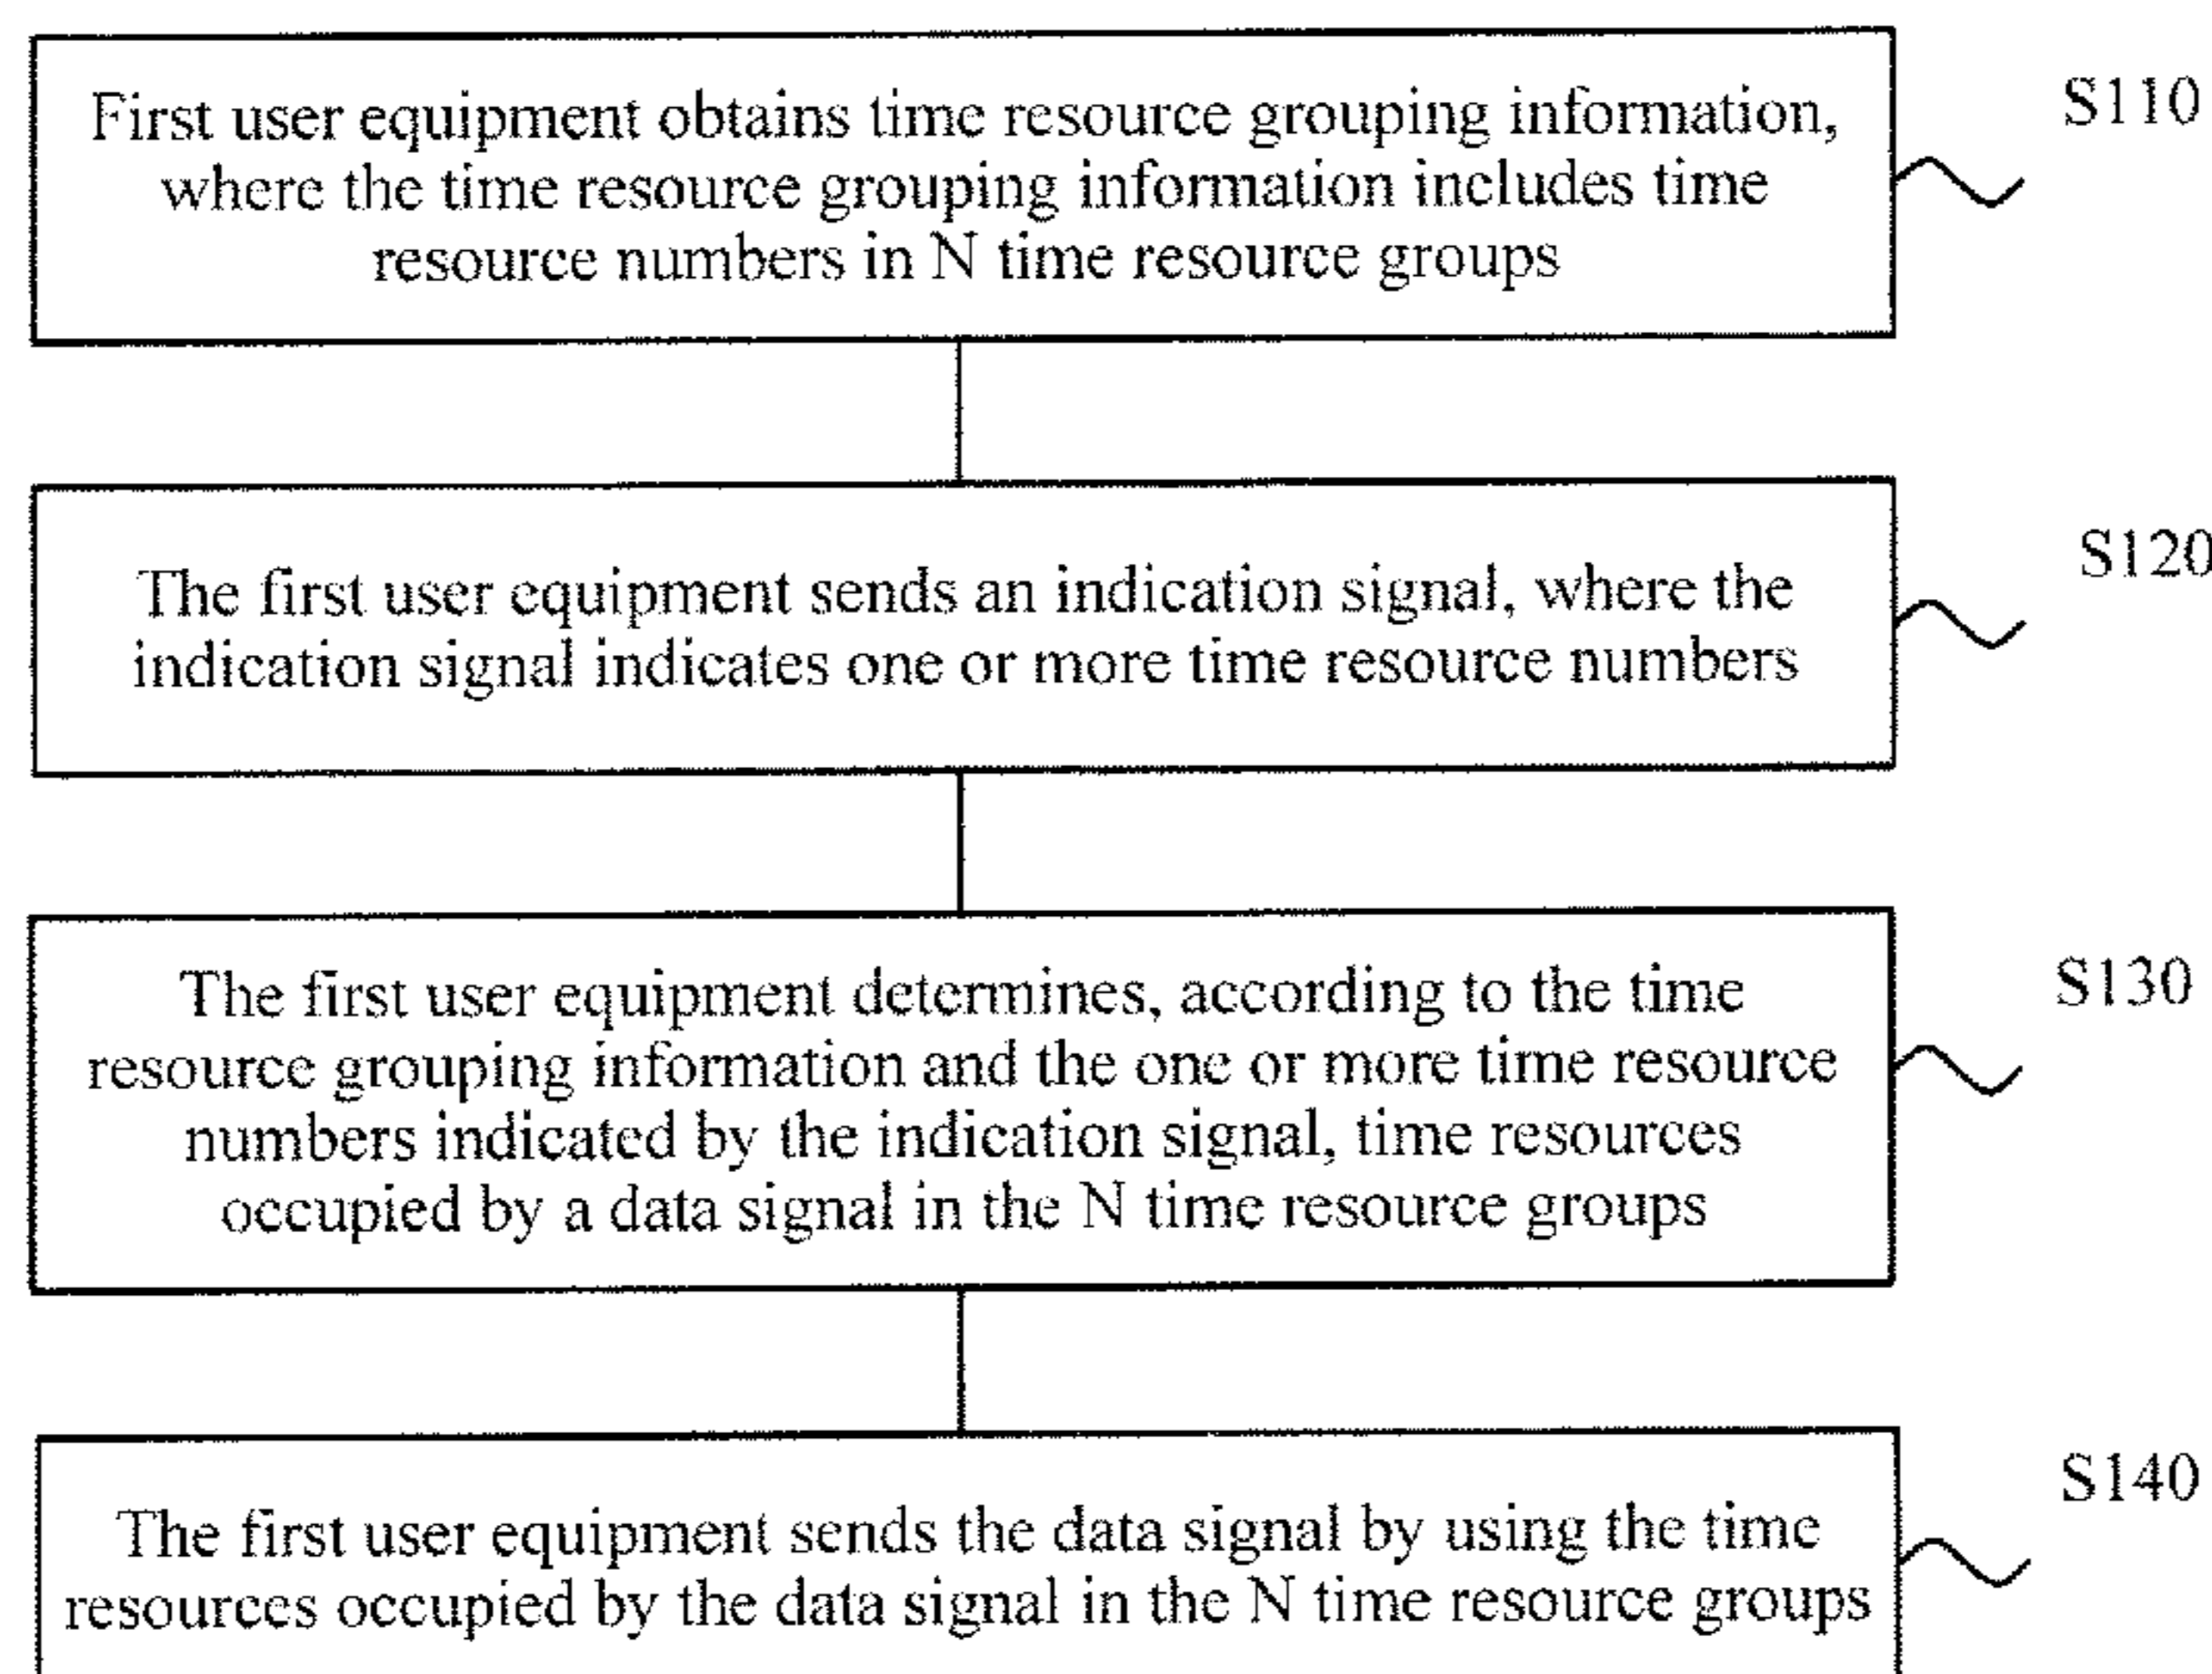 First user equipment obtains time resource grouping information,
where the time resource grouping information includes time
resource numbers in N time resource groups
S110
The first user equipment sends an indication signal, where the
indication signal indicates one or more time resource numbers
S120
The first user equipment determines, according to the time
resource grouping information and the one or more time resource
numbers indicated by the indication signal, time resources
occupied by a data signal in the N time resource groups
S130
The first user equipment sends the data signal by using the time
resources occupied by the data signal in the N time resource groups
S140